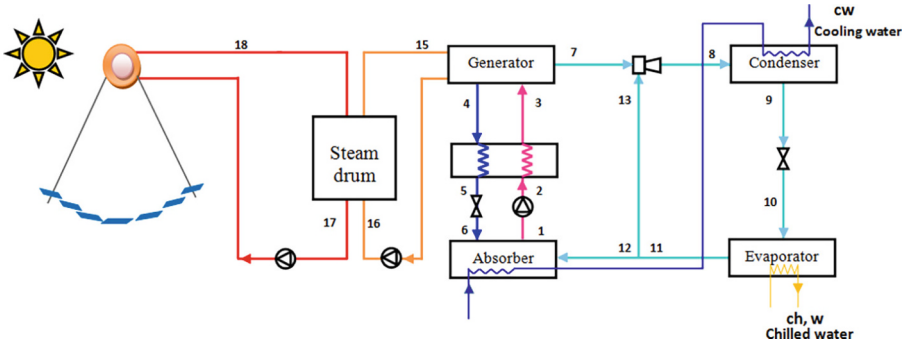 cw
Cooling water
18
15
Generator
7
8
Condenser
13
4
3
9
Steam
drum
5
2
10
17
16
6
1
Absorber
12
11
Evaporator
ch, w
Chilled water